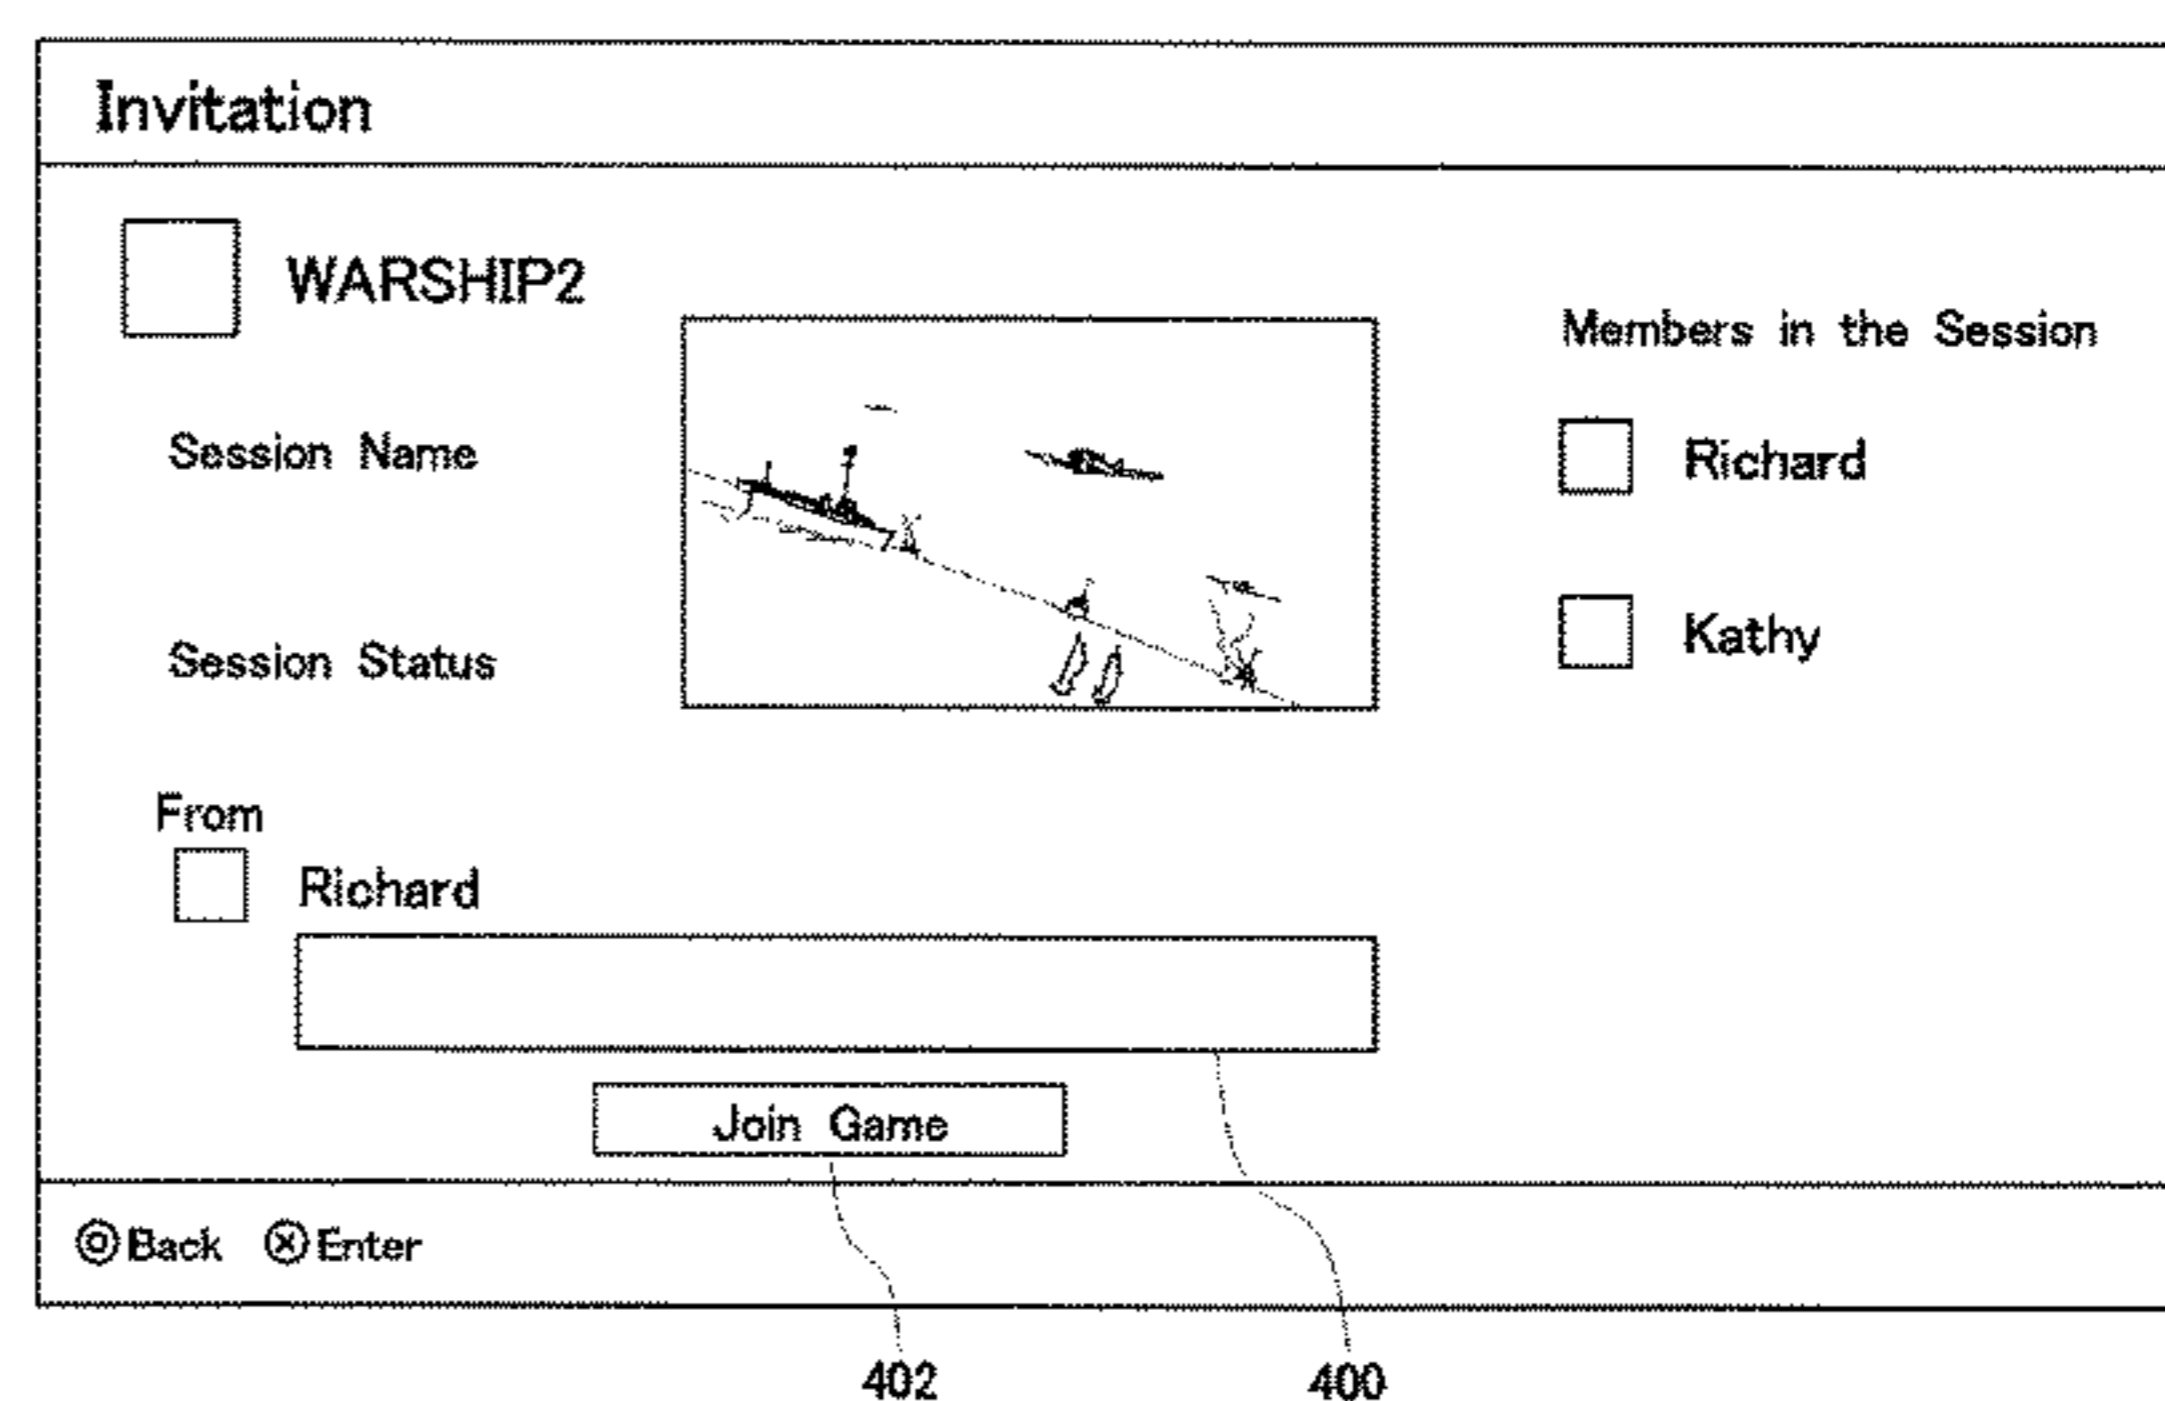 Invitation
WARSHIP2
Members in the Session
Session Name
Richard
Kathy
Session Status
From
Richard
Join Game
Back Enter
402 400